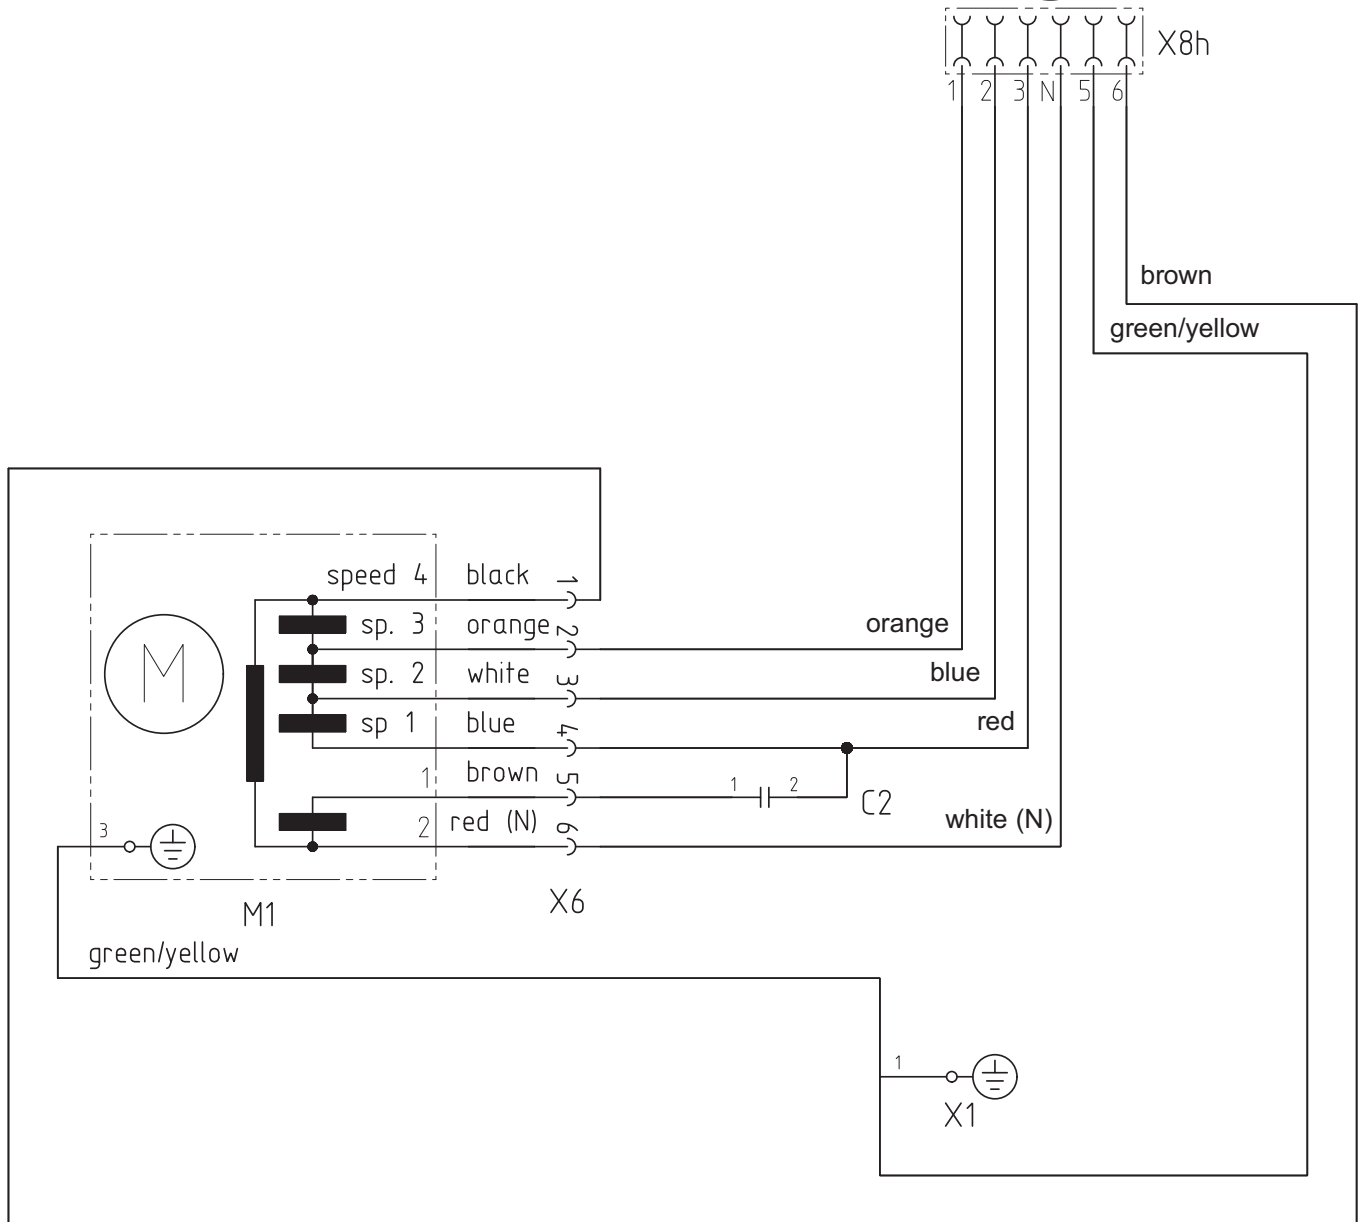 X8h
1 2 3 N 5 6
brown
green/yellow
speed 4 black 1
sp. 3 orange 2 orange
sp. 2 white 3 blue
sp 1 blue 4 red
1 brown 5 1 2 C2
2 red (N) 6 white (N)
3
M
M1 X6
green/yellow
1
X1